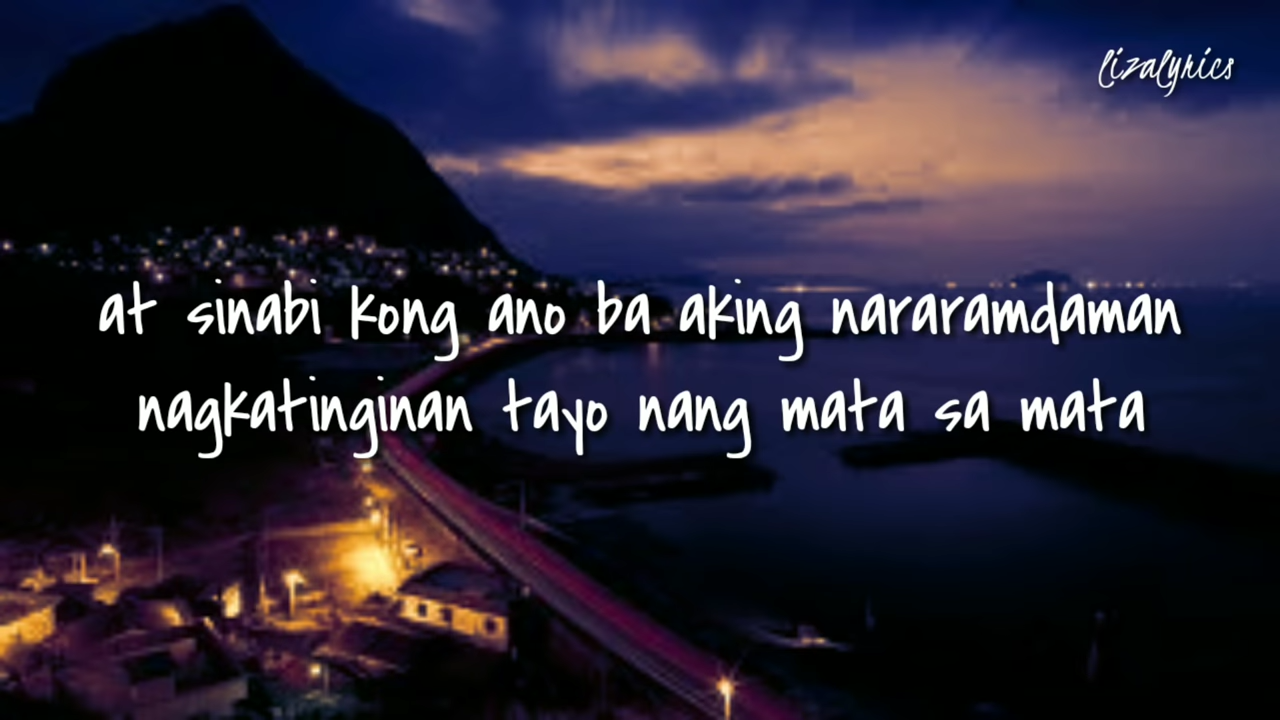 lizalyrics
at sinabi kong ano ba aking nararamdaman
nagkatinginan tayo nang mata sa mata